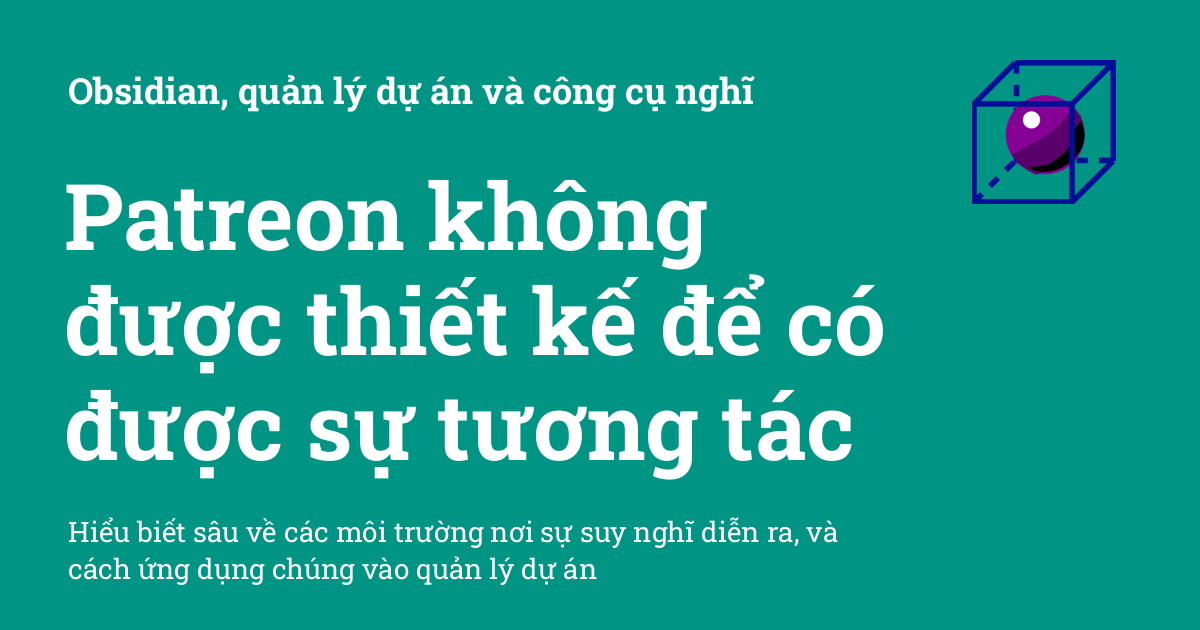 Obsidian, quản lý dự án và công cụ nghĩ
Patreon không
được thiết kế để có
được sự tương tác
Hiểu biết sâu về các môi trường nơi sự suy nghĩ diễn ra, và
cách ứng dụng chúng vào quản lý dự án